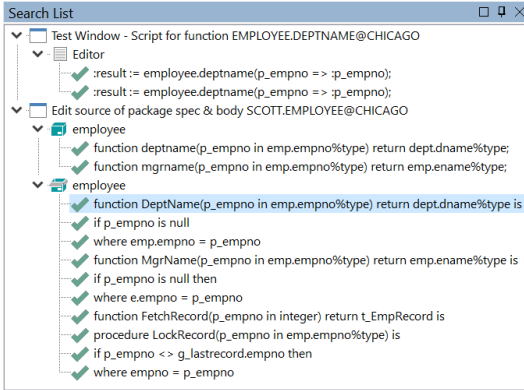 Search List
Test Window - Script for function EMPLOYEE.DEPTNAME@CHICAGO
Editor
:result := employee.deptname(p_empno => :p_empno);
:result := employee.deptname(p_empno => :p_empno);
Edit source of package spec & body SCOTT.EMPLOYEE@CHICAGO
employee
function deptname(p_empno in emp.empno%type) return dept.dname%type;
function mgrname(p_empno in emp.empno%type) return emp.ename%type;
employee
function DeptName(p_empno in emp.empno%type) return dept.dname%type is
if p_empno is null
where emp.empno = p_empno
function MgrName(p_empno in emp.empno%type) return emp.ename%type is
if p_empno is null then
where e.empno = p_empno
function FetchRecord(p_empno in integer) return t_EmpRecord is
procedure LockRecord(p_empno in emp.empno%type) is
if p_empno <> g_lastrecord.empno then
where empno = p_empno